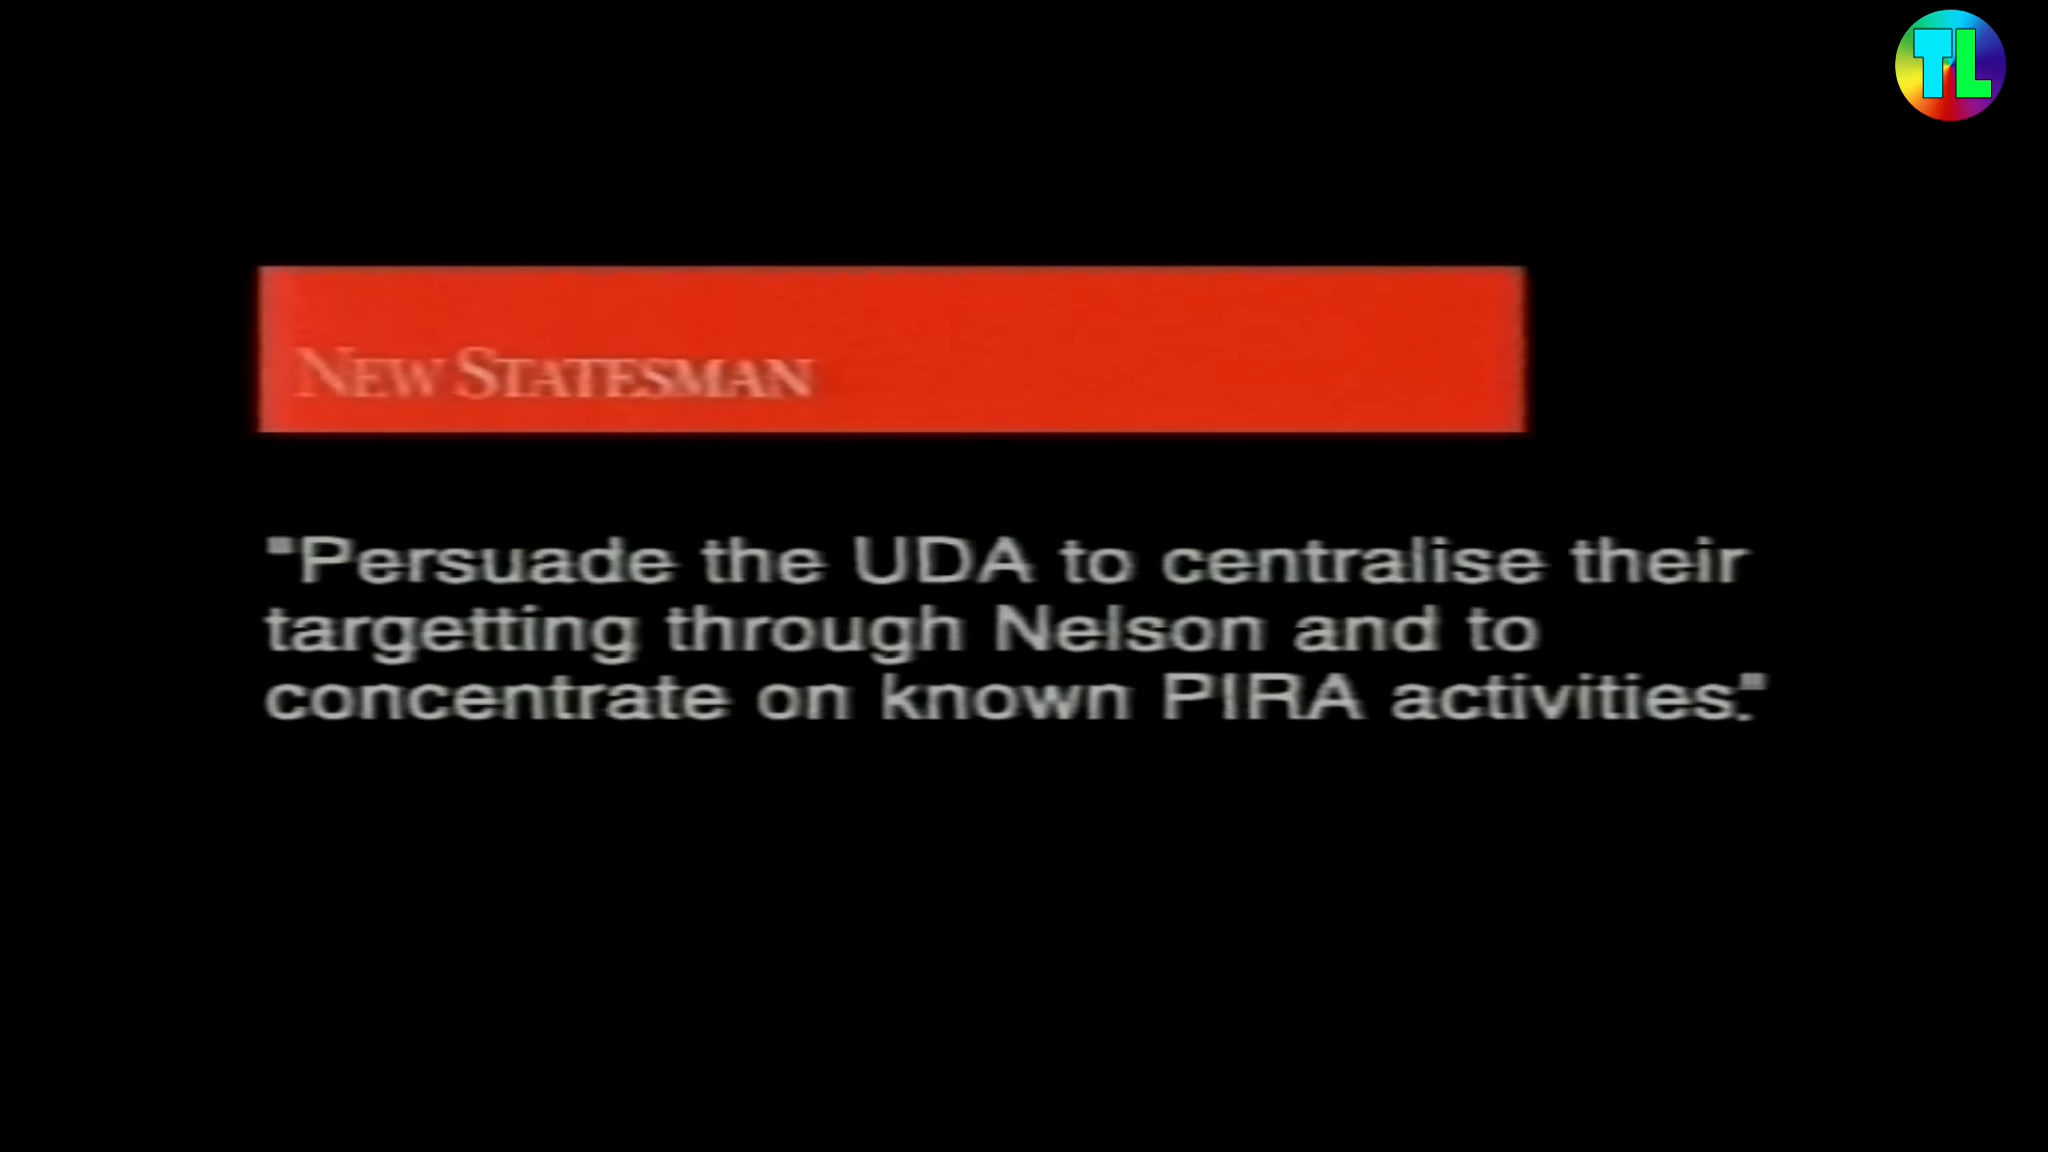 TL
NEW STATESMAN
"Persuade the UDA to centralise their
targetting through Nelson and to
concentrate on known PIRA activities."